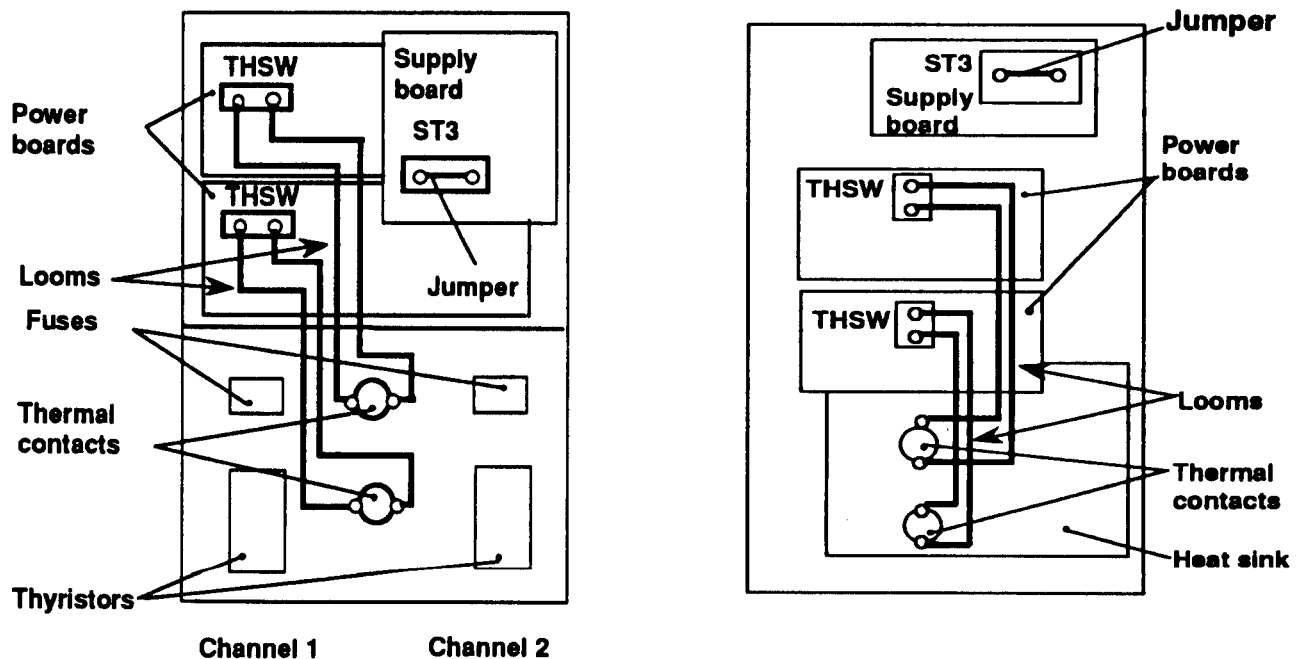 THSW
Supply
board
Power
boards
ST3
THSW
Looms
Jumper
Fuses
Thermal
contacts
Thyristors
Channel 1
Channel 2
Jumper
ST3
Supply
board
Power
boards
THSW
THSW
Looms
Thermal
contacts
Heat sink